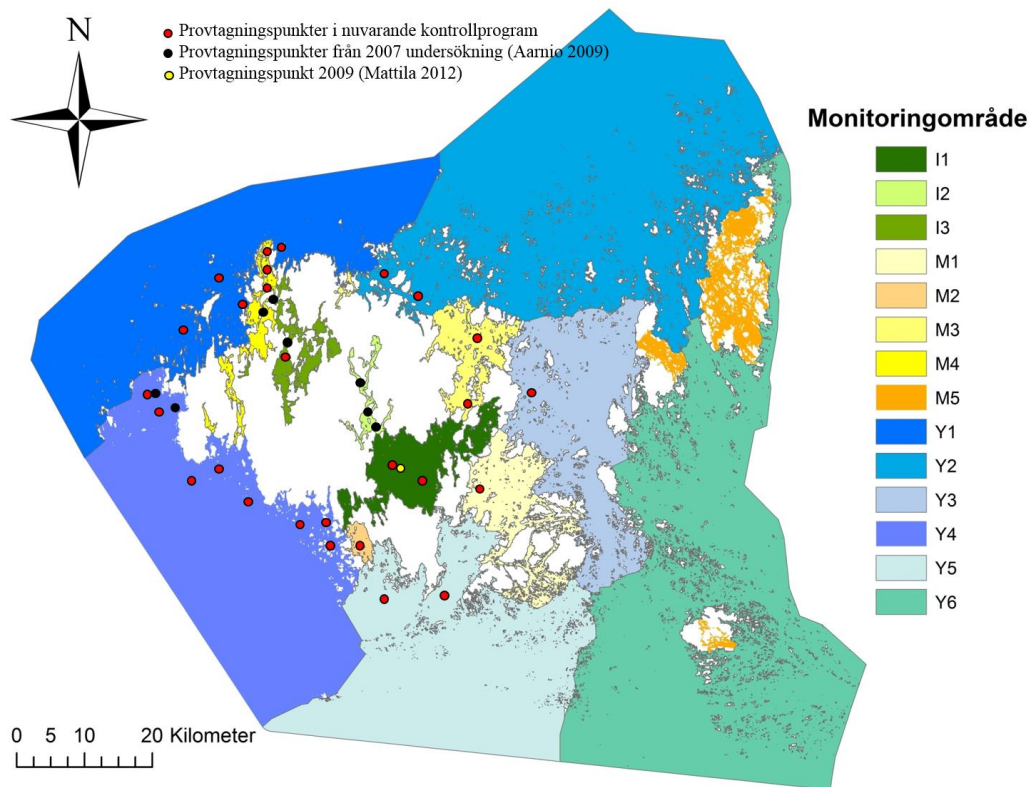 N
Provtagningspunkter i nuvarande kontrollprogram
Provtagningspunkter från 2007 undersökning (Aarnio 2009)
Provtagningspunkt 2009 (Mattila 2012)
Monitoringområde
I1
I2
I3
M1
M2
M3
M4
M5
Y1
Y2
Y3
Y4
Y5
Y6
0 5 10 20 Kilometer